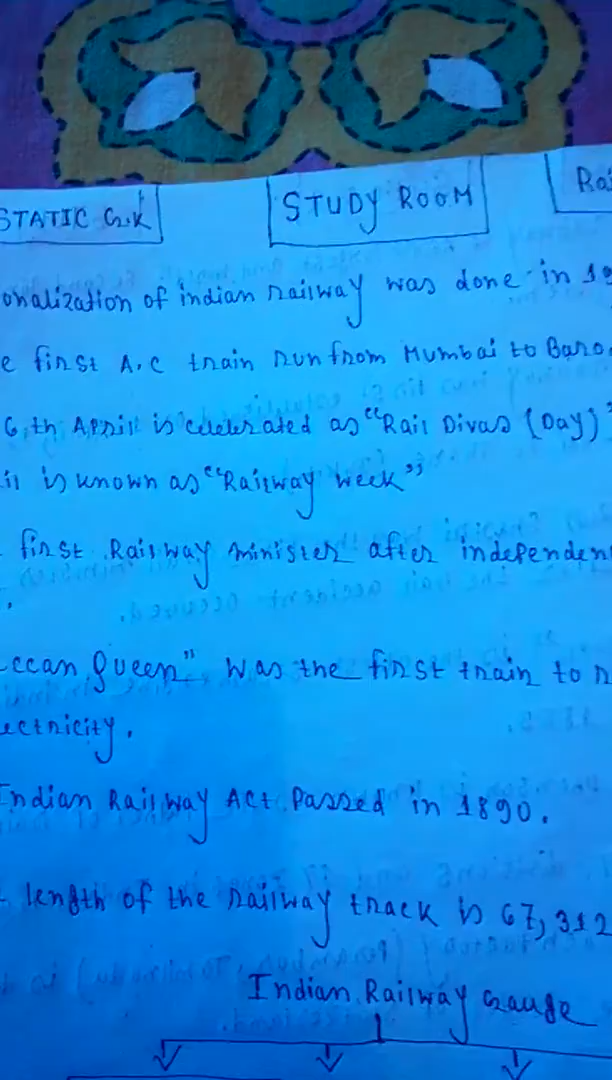 STATIC G.K
STUDY ROOM
Rai
onalization of indian railway was done in 19
e first A.C train run from Mumbai to Baro
6 th April is celebrated as "Rail Divas (Day)"
il is known as "Railway week"
first Railway minister after independen
eccan Queen" was the first train to r
ectricity.
Indian Railway Act Passed in 1890.
length of the railway track is 67,312
Indian Railway Gauge